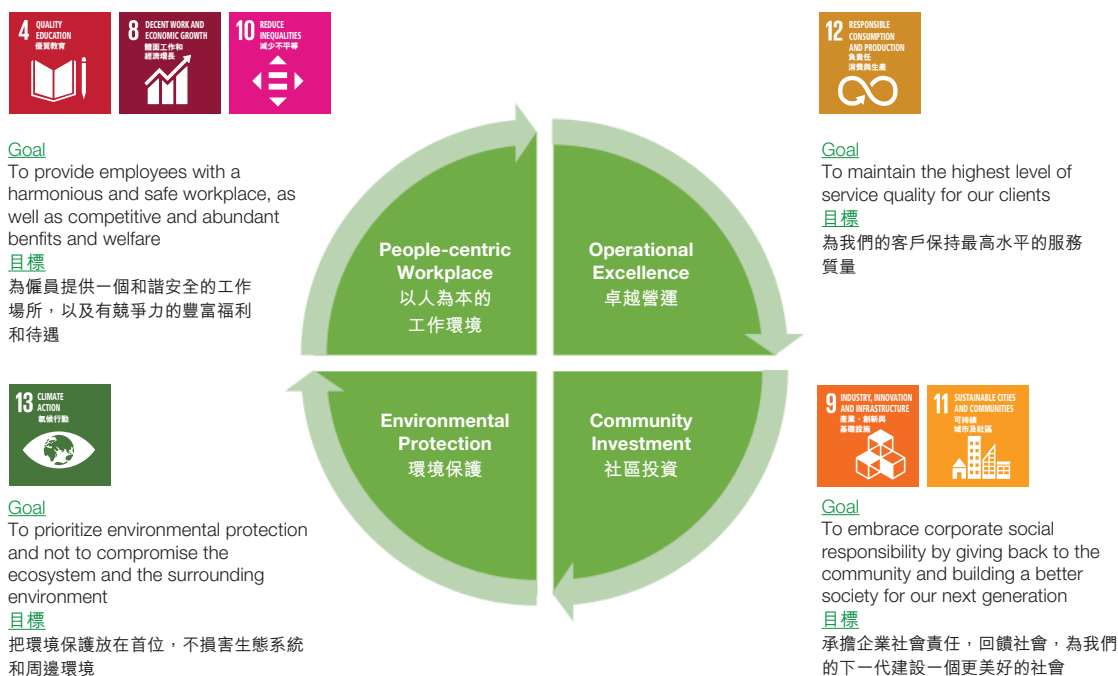 4 QUALITY
EDUCATION
優質教育
8 DECENT WORK AND
ECONOMIC GROWTH
體面工作和
經濟增長
10 REDUCE
INEQUALITIES
減少不平等
Goal
To provide employees with a
harmonious and safe workplace, as
well as competitive and abundant
benfits and welfare
目標
為僱員提供一個和諧安全的工作
場所，以及有競爭力的豐富福利
和待遇
12 RESPONSIBLE
CONSUMPTION
AND PRODUCTION
負責任
消費與生產
Goal
To maintain the highest level of
service quality for our clients
目標
為我們的客戶保持最高水平的服務
質量
People-centric
Workplace
以人為本的
工作環境
Operational
Excellence
卓越營運
Environmental
Protection
環境保護
Community
Investment
社區投資
13 CLIMATE
ACTION
氣候行動
Goal
To prioritize environmental protection
and not to compromise the
ecosystem and the surrounding
environment
目標
把環境保護放在首位，不損害生態系統
和周邊環境
9 INDUSTRY, INNOVATION
AND INFRASTRUCTURE
產業、創新與
基礎設施
11 SUSTAINABLE CITIES
AND COMMUNITIES
可持續
城市及社區
Goal
To embrace corporate social
responsibility by giving back to the
community and building a better
society for our next generation
目標
承擔企業社會責任，回饋社會，為我們
的下一代建設一個更美好的社會